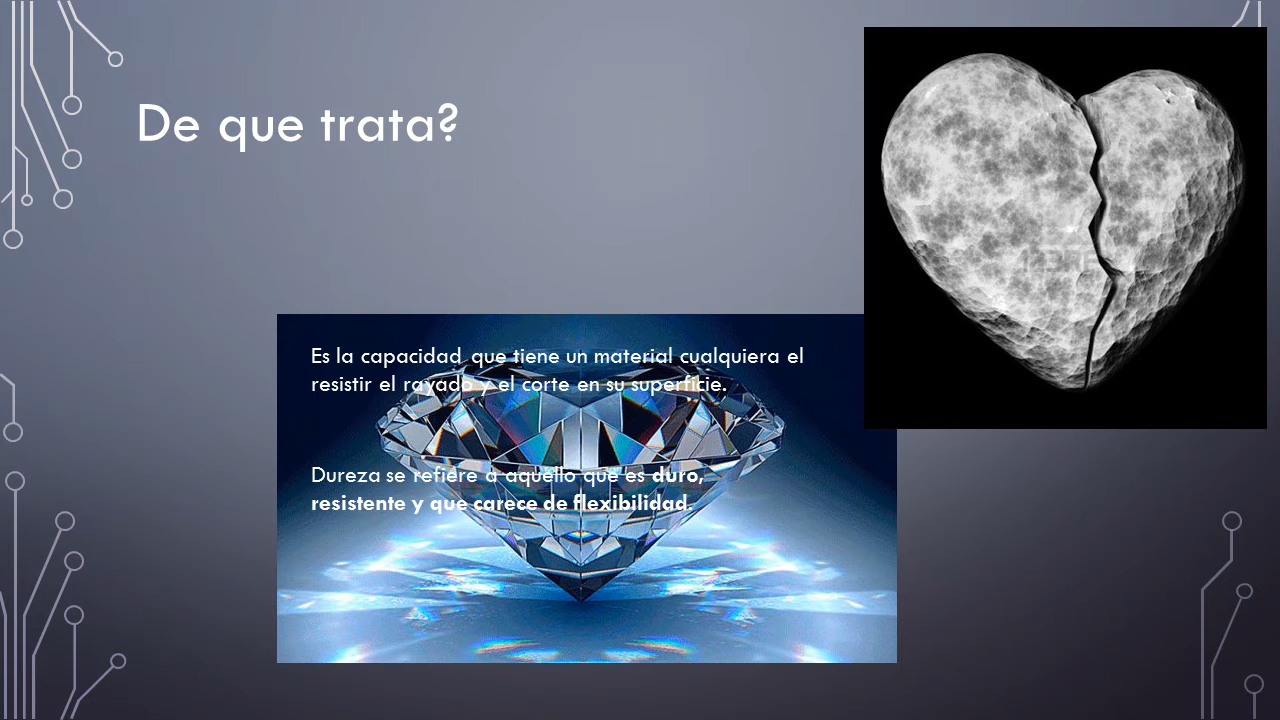 De que trata?
Es la capacidad que tiene un material cualquiera el
resistir el rayado y el corte en su superficie.
Dureza se refiere a aquello que es duro,
resistente y que carece de flexibilidad.